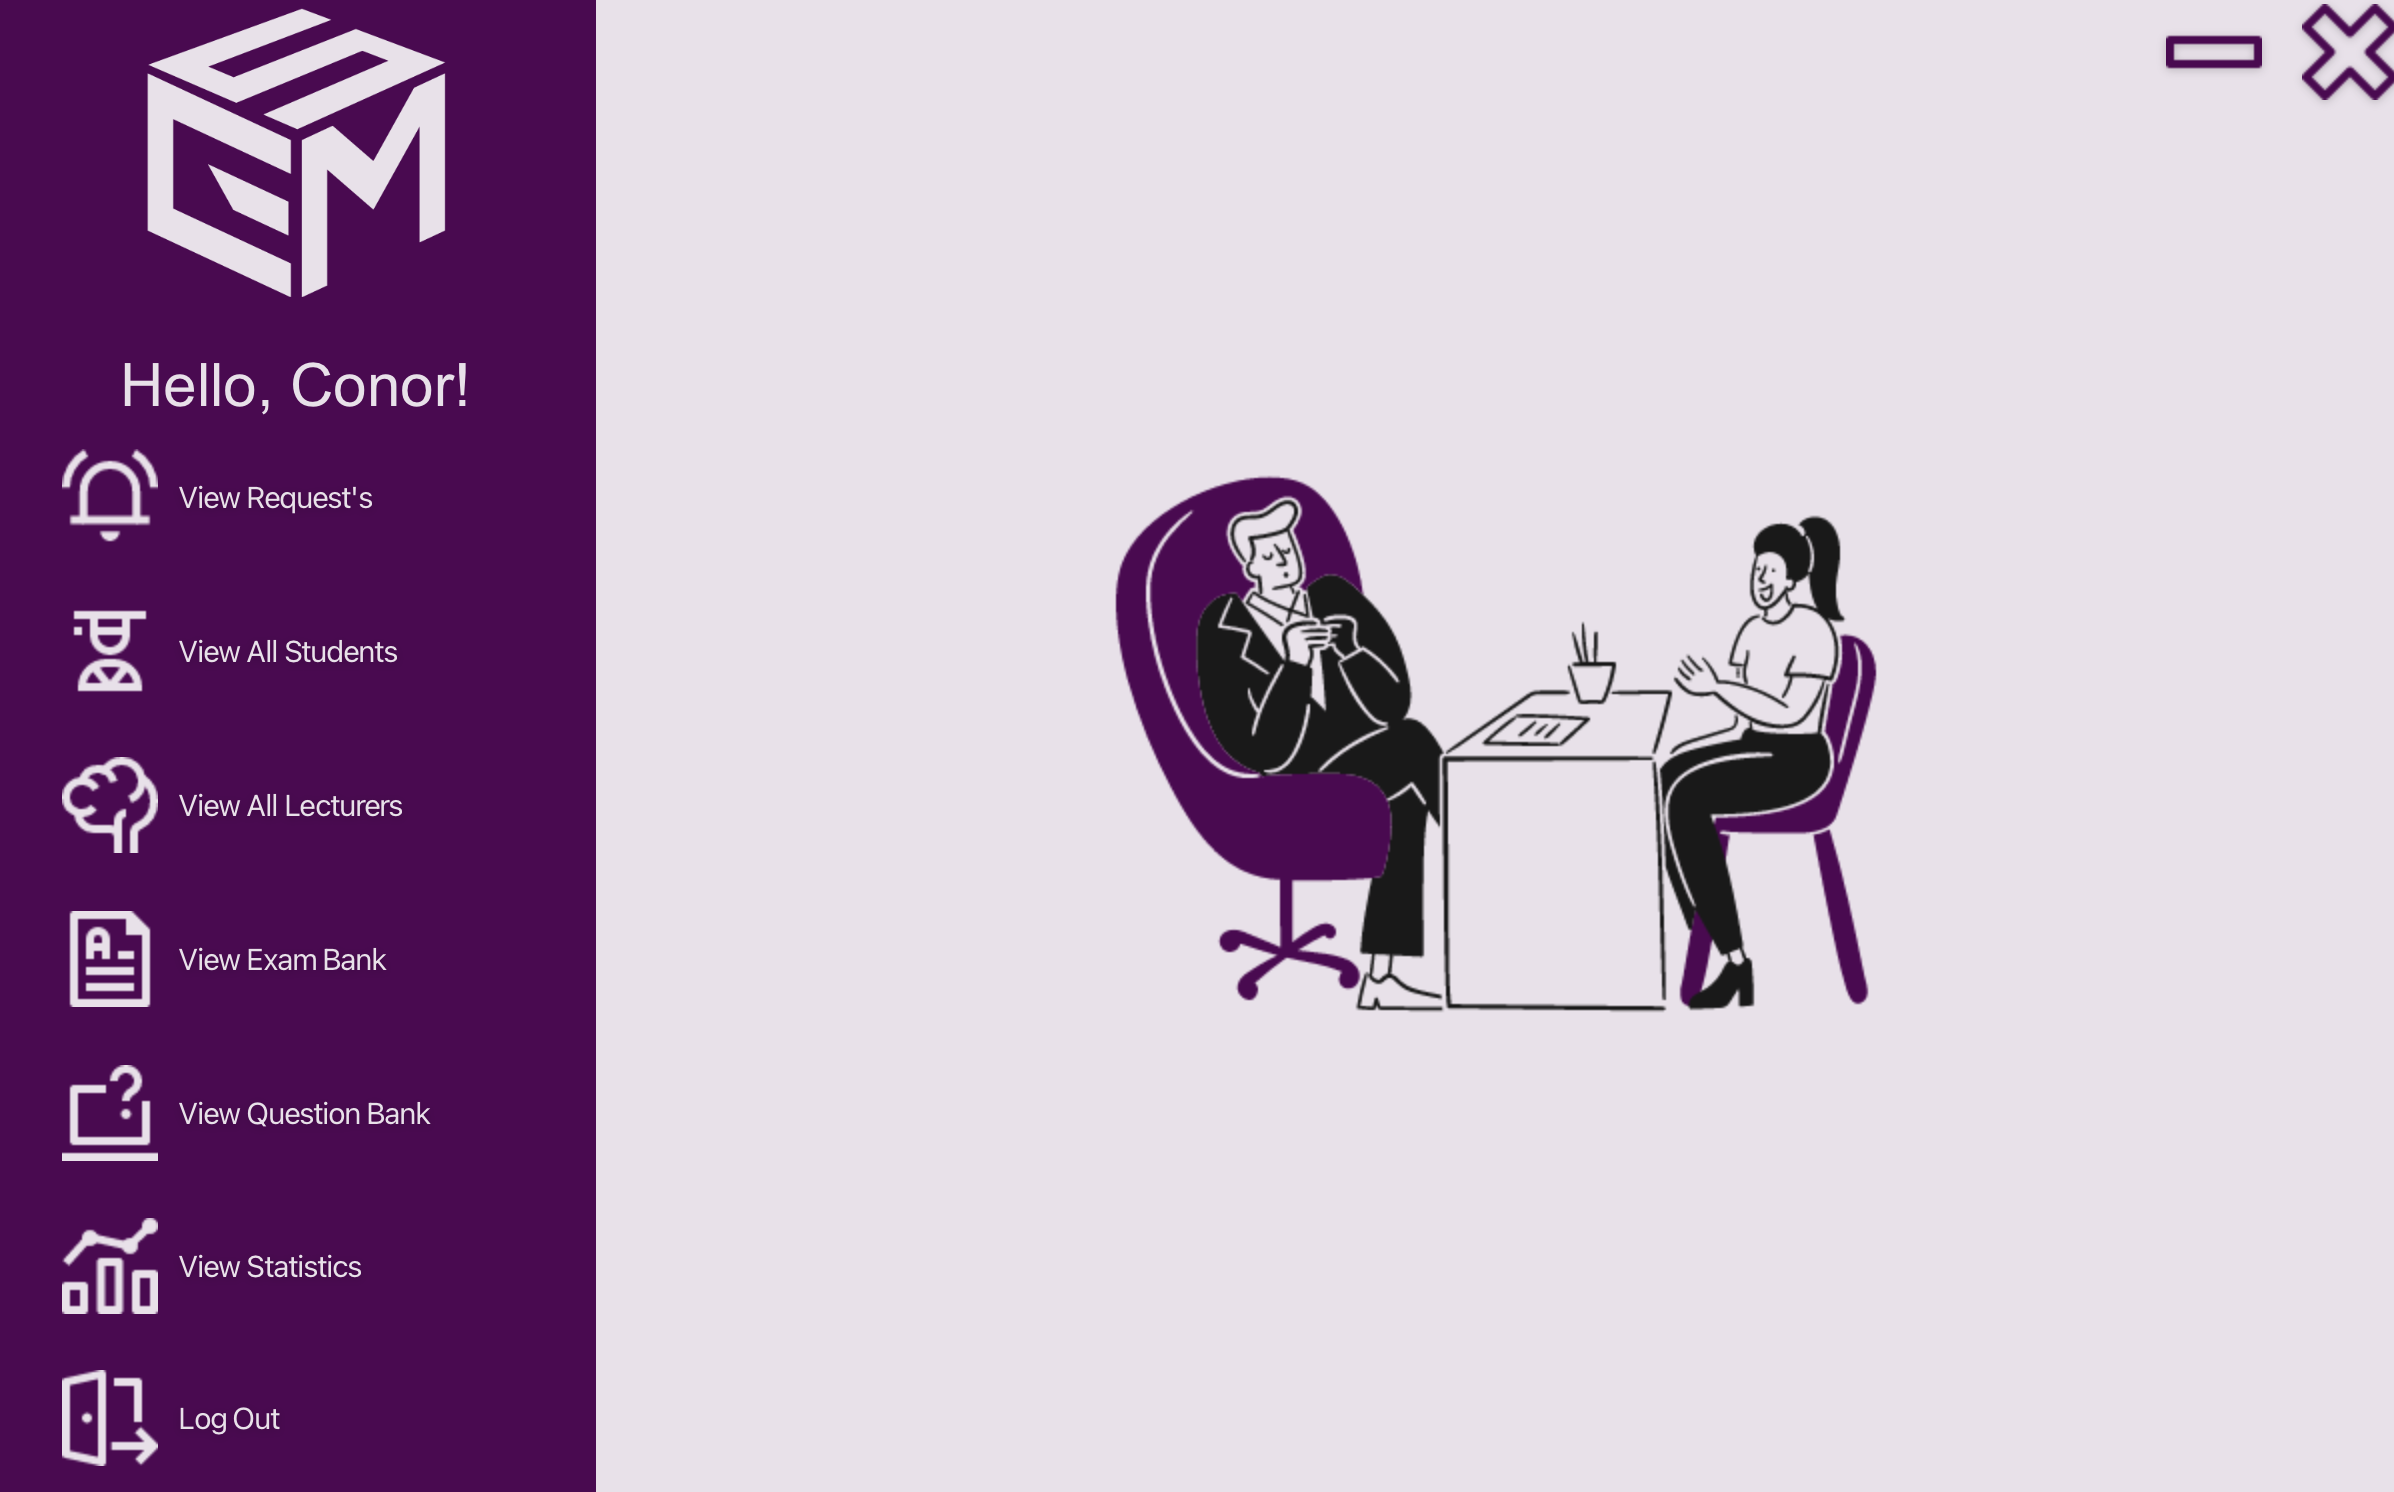 Hello, Conor!
View Request's
View All Students
View All Lecturers
View Exam Bank
View Question Bank
View Statistics
Log Out